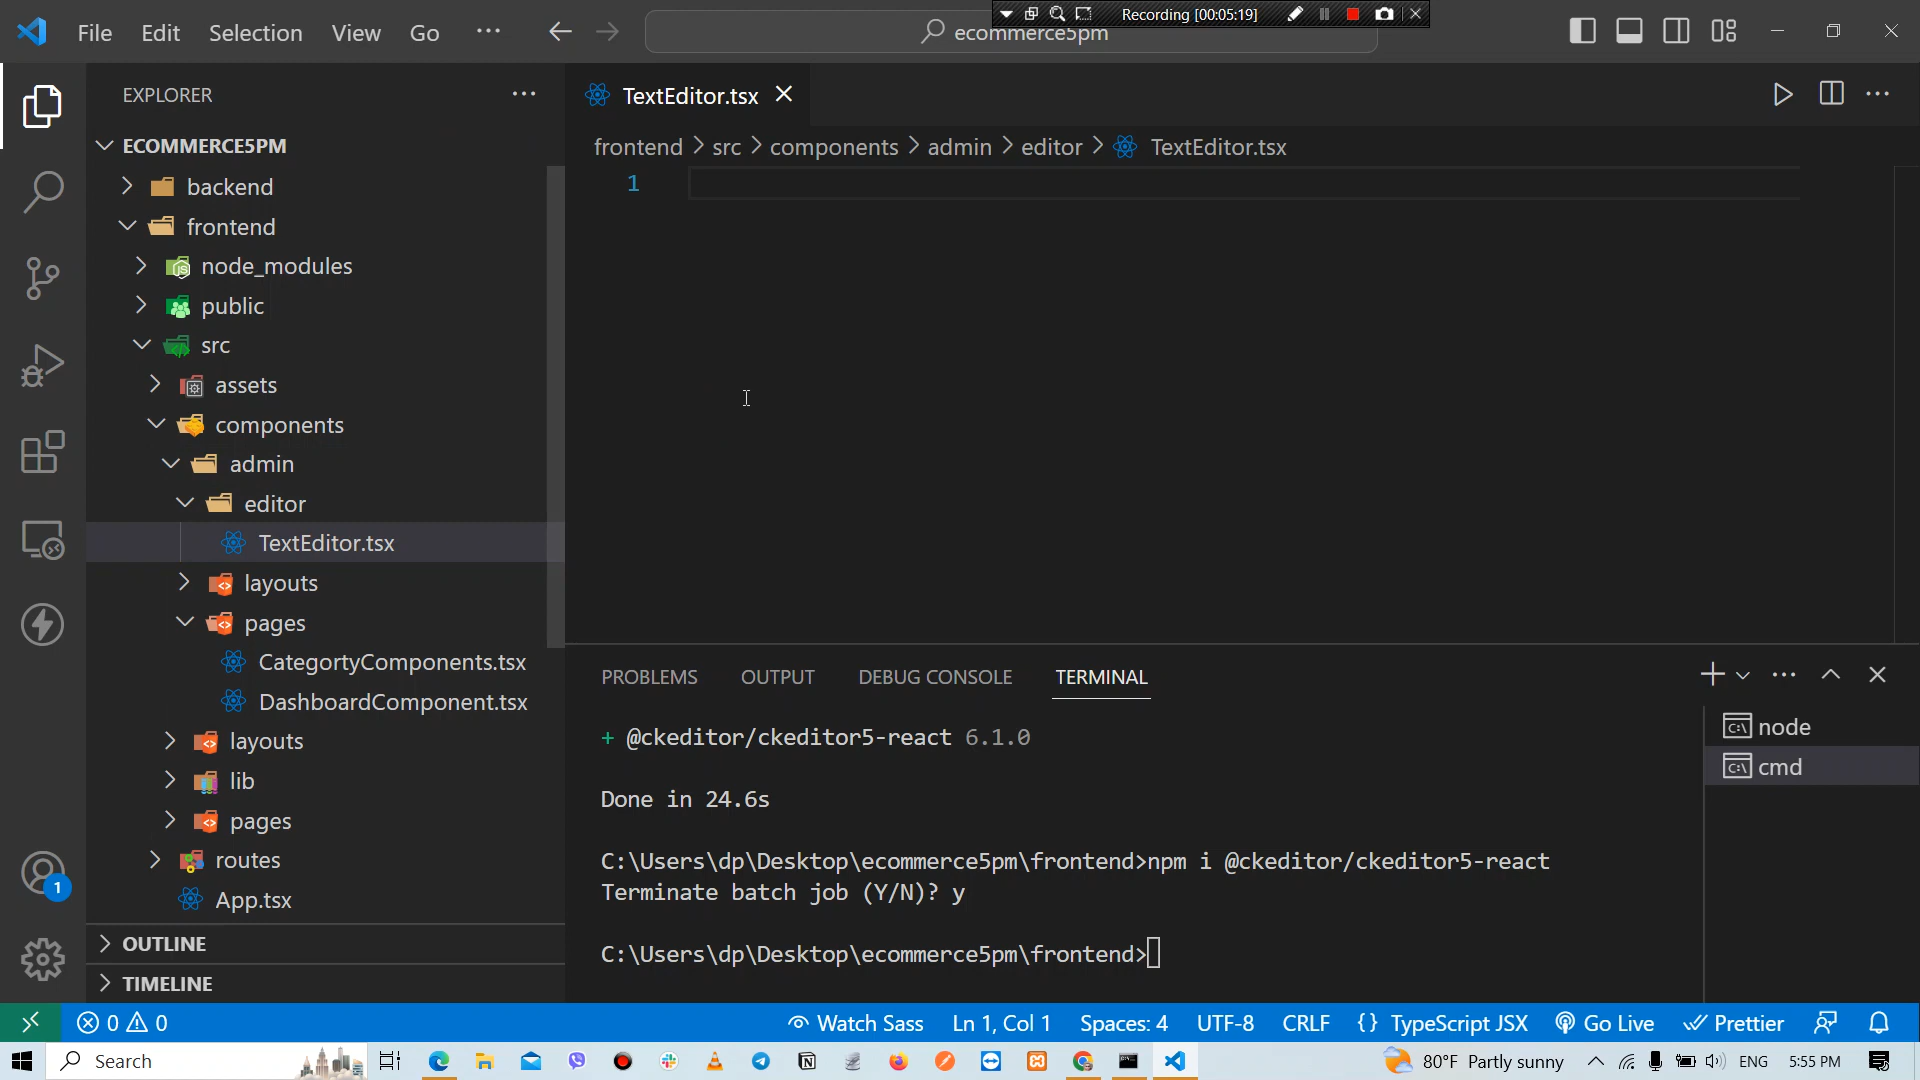 File Edit Selection View Go ··· ecommerce5pm
Recording [00:05:19]
EXPLORER
TextEditor.tsx
ECOMMERCE5PM
frontend > src > components > admin > editor > TextEditor.tsx
1
backend
frontend
node_modules
public
src
assets
components
admin
editor
TextEditor.tsx
layouts
pages
CategortyComponents.tsx
DashboardComponent.tsx
layouts
lib
pages
routes
App.tsx
OUTLINE
TIMELINE
PROBLEMS OUTPUT DEBUG CONSOLE TERMINAL
+ @ckeditor/ckeditor5-react 6.1.0
Done in 24.6s
C:\Users\dp\Desktop\ecommerce5pm\frontend>npm i @ckeditor/ckeditor5-react
Terminate batch job (Y/N)? y
C:\Users\dp\Desktop\ecommerce5pm\frontend>
node
cmd
1
0 0 Watch Sass Ln 1, Col 1 Spaces: 4 UTF-8 CRLF {} TypeScript JSX Go Live Prettier
Search 80°F Partly sunny ENG 5:55 PM